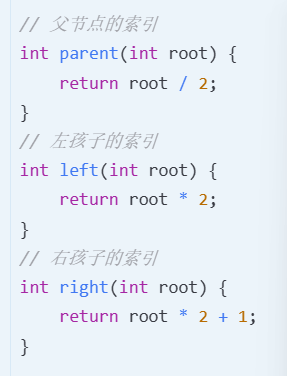 // 父节点的索引
int parent(int root) {
    return root / 2;
}
// 左孩子的索引
int left(int root) {
    return root * 2;
}
// 右孩子的索引
int right(int root) {
    return root * 2 + 1;
}